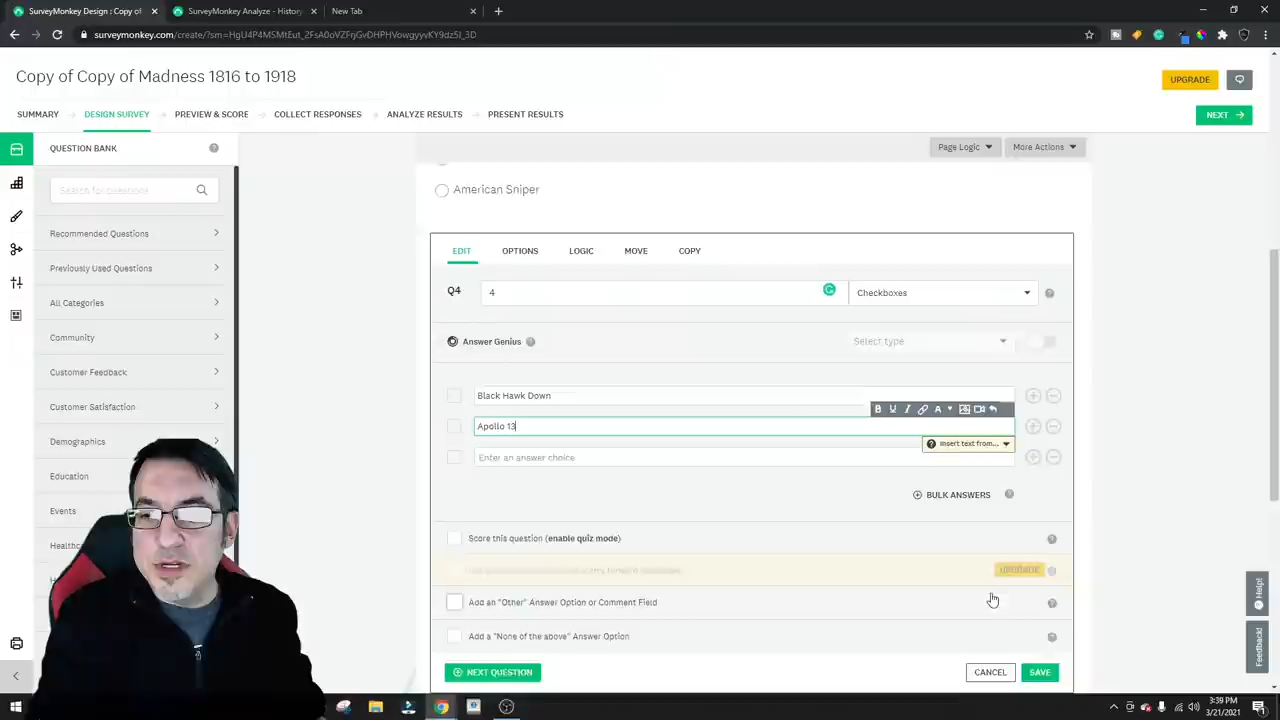 SurveyMonkey Design : Copy of
SurveyMonkey Analyze - History
New Tab
surveymonkey.com/create/?sm=HgU4P4MSMtEut_2FsA0oVZFrjGvDHPHVowgyyvKY9dz5I_3D
Copy of Copy of Madness 1816 to 1918
UPGRADE
SUMMARY
DESIGN SURVEY
PREVIEW & SCORE
COLLECT RESPONSES
ANALYZE RESULTS
PRESENT RESULTS
NEXT
QUESTION BANK
Page Logic
More Actions
Search for questions
American Sniper
Recommended Questions
Previously Used Questions
All Categories
Community
Customer Feedback
Customer Satisfaction
Demographics
Education
Events
EDIT
OPTIONS
LOGIC
MOVE
COPY
Q4
4
Checkboxes
Answer Genius
Select type
Black Hawk Down
B U I A
Apollo 13
Insert text from...
Enter an answer choice
BULK ANSWERS
Score this question (enable quiz mode)
UPGRADE
Add an "Other" Answer Option or Comment Field
Add a "None of the above" Answer Option
NEXT QUESTION
CANCEL
SAVE
Help!
Feedback!
3:39 PM
3/21/2021